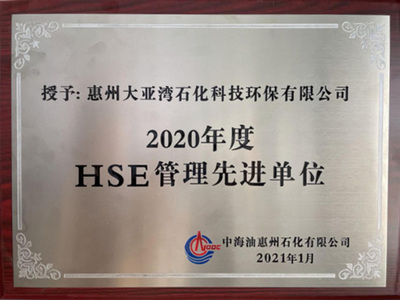 授予:惠州大亚湾石化科技环保有限公司
2020年度
HSE管理先进单位
CNOOC
中海油惠州石化有限公司
2021年1月